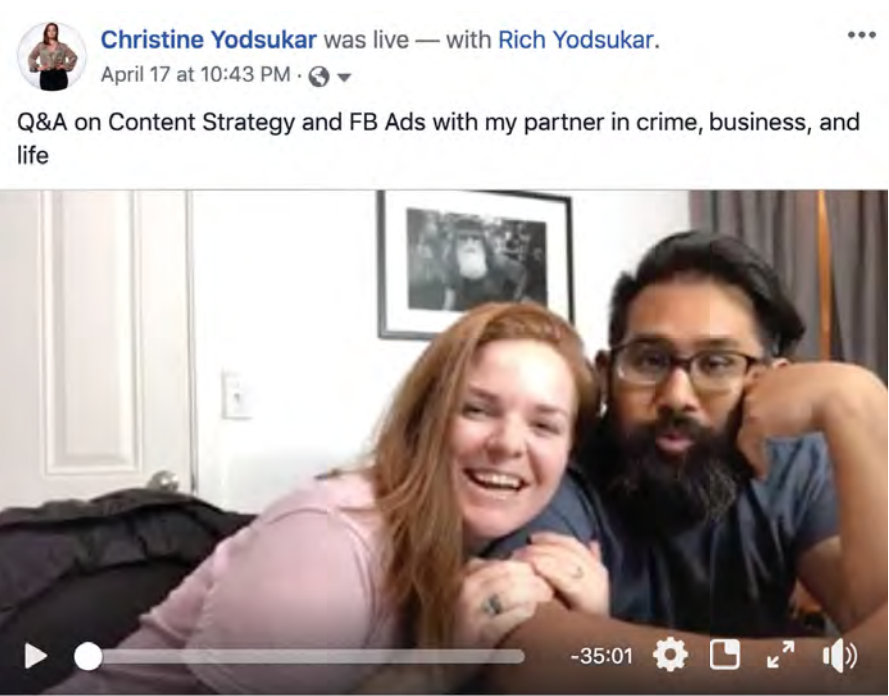 Christine Yodsukar was live — with Rich Yodsukar.
April 17 at 10:43 PM ·
Q&A on Content Strategy and FB Ads with my partner in crime, business, and
life
-35:01